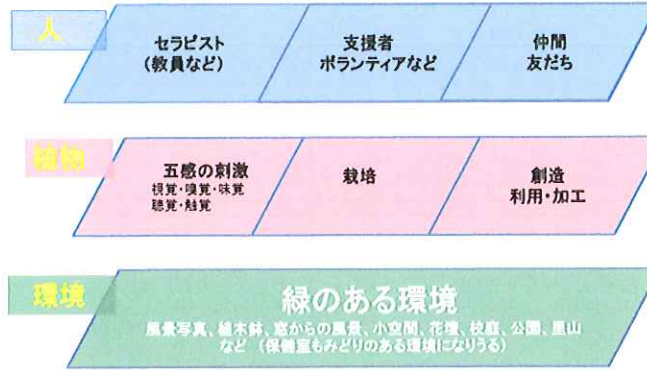 人
セラピスト
(教員など)
支援者
ボランティアなど
仲間
友だち
植物
五感の刺激
視覚・嗅覚・味覚
聴覚・触覚
栽培
創造
利用・加工
環境
緑のある環境
風景写真、植木鉢、窓からの風景、小空間、花壇、校庭、公園、里山
など (保健室もみどりのある環境になりうる)